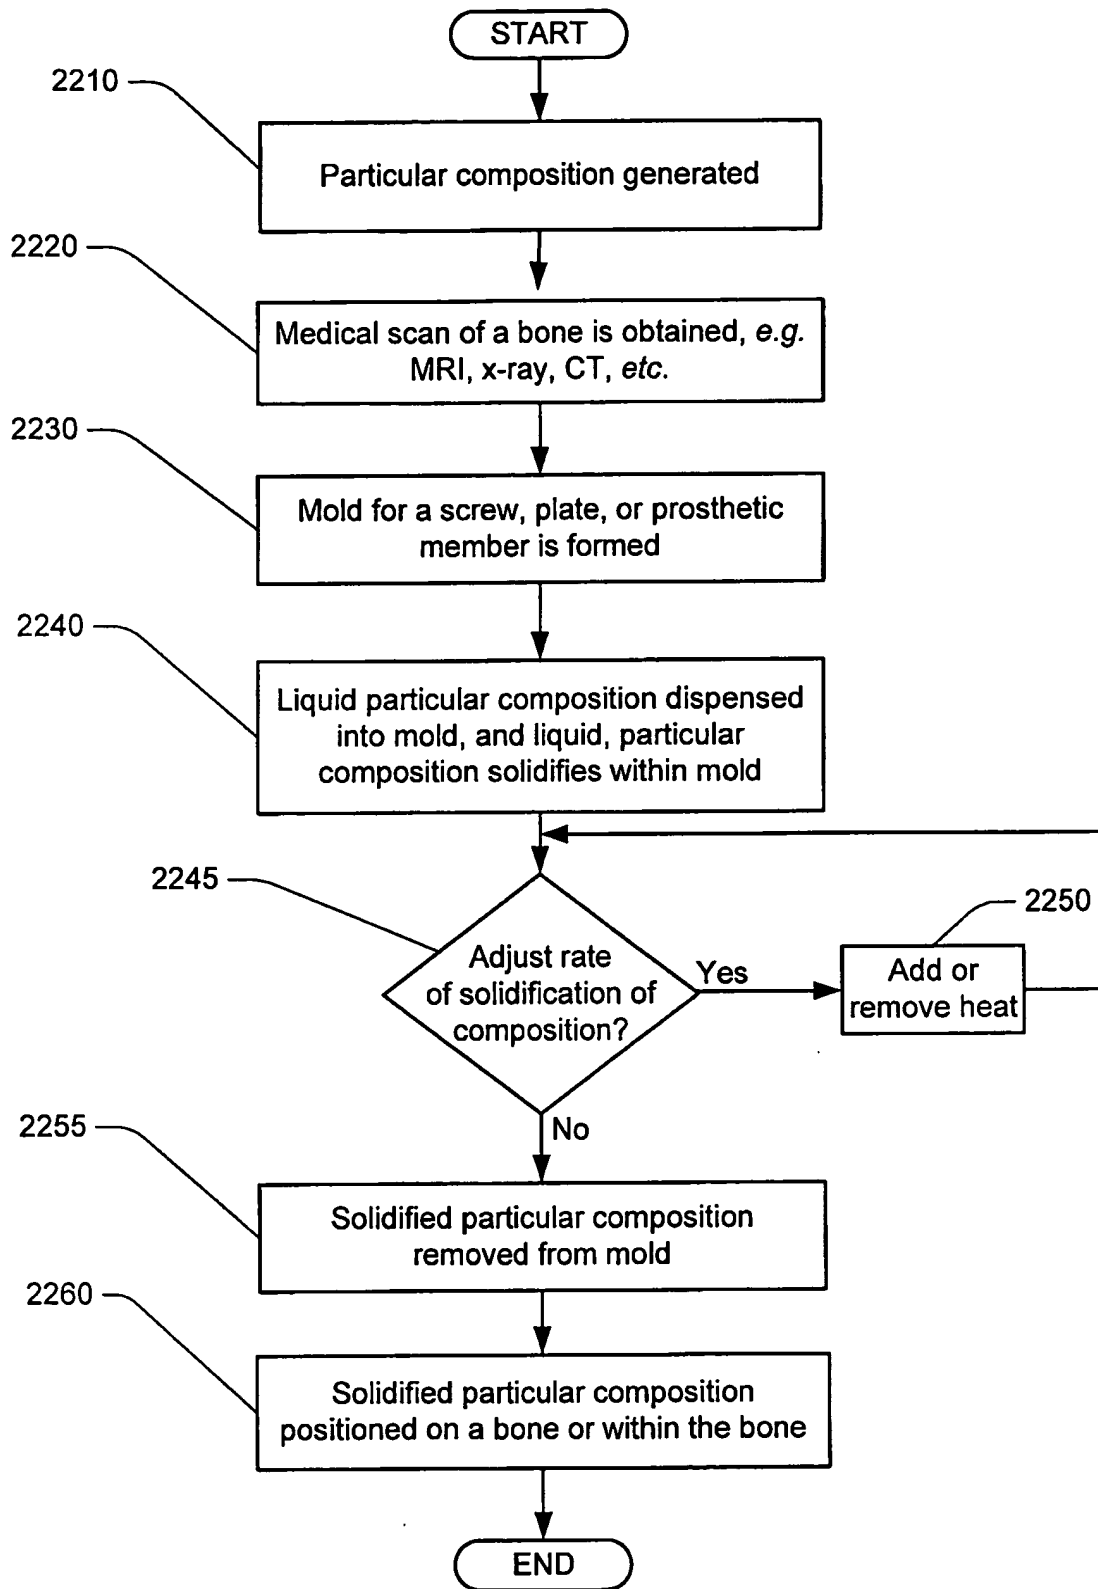 START
2210
Particular composition generated
2220
Medical scan of a bone is obtained, e.g.
MRI, x-ray, CT, etc.
2230
Mold for a screw, plate, or prosthetic
member is formed
2240
Liquid particular composition dispensed
into mold, and liquid, particular
composition solidifies within mold
2245
Adjust rate
of solidification of
composition?
Yes
2250
Add or
remove heat
No
2255
Solidified particular composition
removed from mold
2260
Solidified particular composition
positioned on a bone or within the bone
END